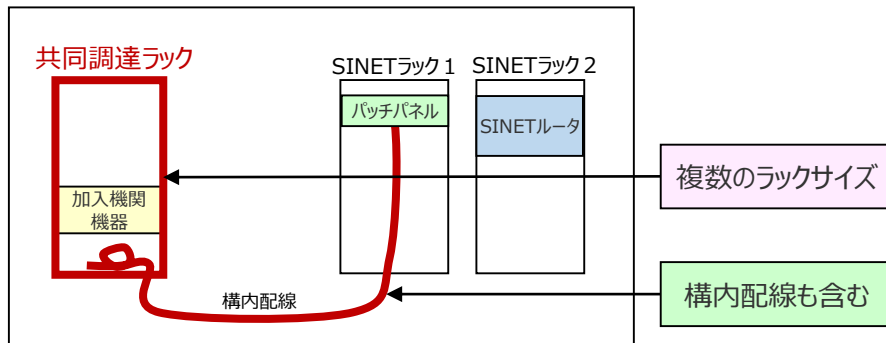 共同調達ラック
SINETラック1
SINETラック2
パッチパネル
SINETルータ
加入機関
機器
複数のラックサイズ
構内配線
構内配線も含む